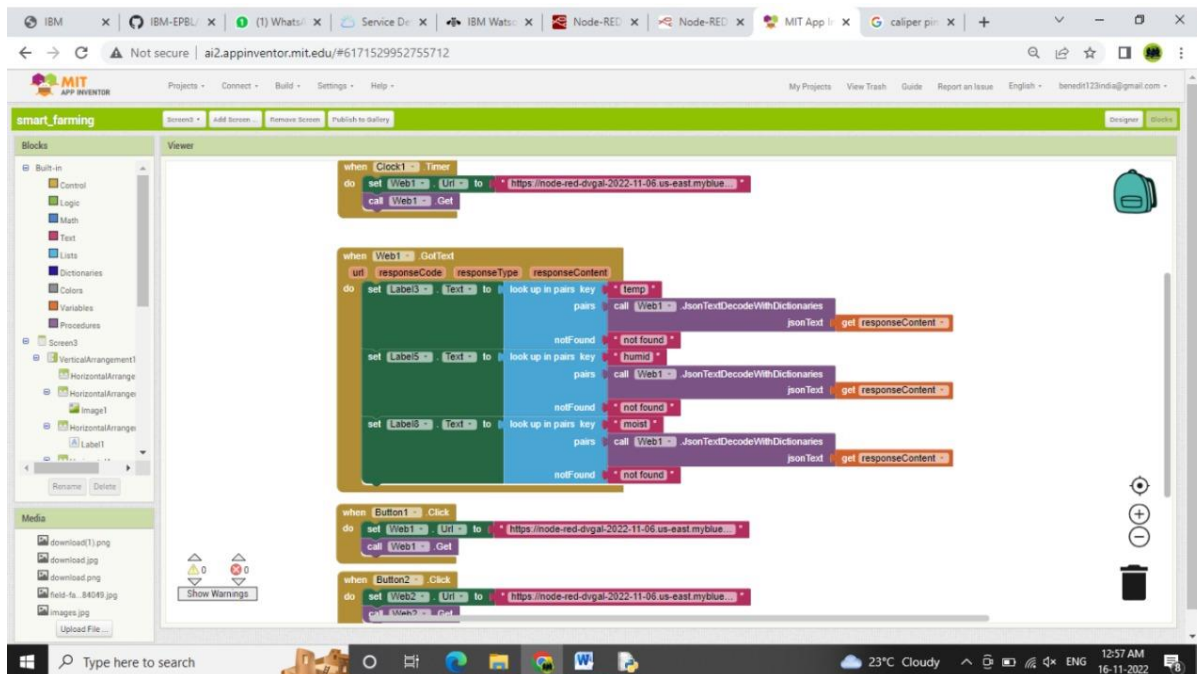 IBM
IBM-EPBL/
(1) WhatsA
Service De
IBM Watso
Node-RED
Node-RED
MIT App In
caliper pin
Not secure | ai2.appinventor.mit.edu/#6171529952755712
MIT
APP INVENTOR
Projects
Connect
Build
Settings
Help
My Projects
View Trash
Guide
Report an Issue
English
benedit123india@gmail.com
smart_farming
Screen3
Add Screen ...
Remove Screen
Publish to Gallery
Designer
Blocks
Blocks
Viewer
Built-in
Control
Logic
Math
Text
Lists
Dictionaries
Colors
Variables
Procedures
Screen3
VerticalArrangement1
HorizontalArrange
HorizontalArranger
Image1
HorizontalArranger
Label1
Rename
Delete
Media
download(1).png
download.jpg
download.png
field-fa...84049.jpg
images.jpg
Upload File ...
when Clock1 .Timer
do set Web1 . Url to " https://node-red-dvgal-2022-11-06.us-east.myblue... "
call Web1 .Get
when Web1 .GotText
url responseCode responseType responseContent
do set Label3 . Text to look up in pairs key " temp "
pairs call Web1 .JsonTextDecodeWithDictionaries
jsonText get responseContent
notFound " not found "
set Label5 . Text to look up in pairs key " humid "
pairs call Web1 .JsonTextDecodeWithDictionaries
jsonText get responseContent
notFound " not found "
set Label8 . Text to look up in pairs key " moist "
pairs call Web1 .JsonTextDecodeWithDictionaries
jsonText get responseContent
notFound " not found "
when Button1 .Click
do set Web1 . Url to " https://node-red-dvgal-2022-11-06.us-east.myblue... "
call Web1 .Get
when Button2 .Click
do set Web2 . Url to " https://node-red-dvgal-2022-11-06.us-east.myblue... "
call Web2 .Get
0
0
Show Warnings
Type here to search
23°C Cloudy
ENG
12:57 AM
16-11-2022
8